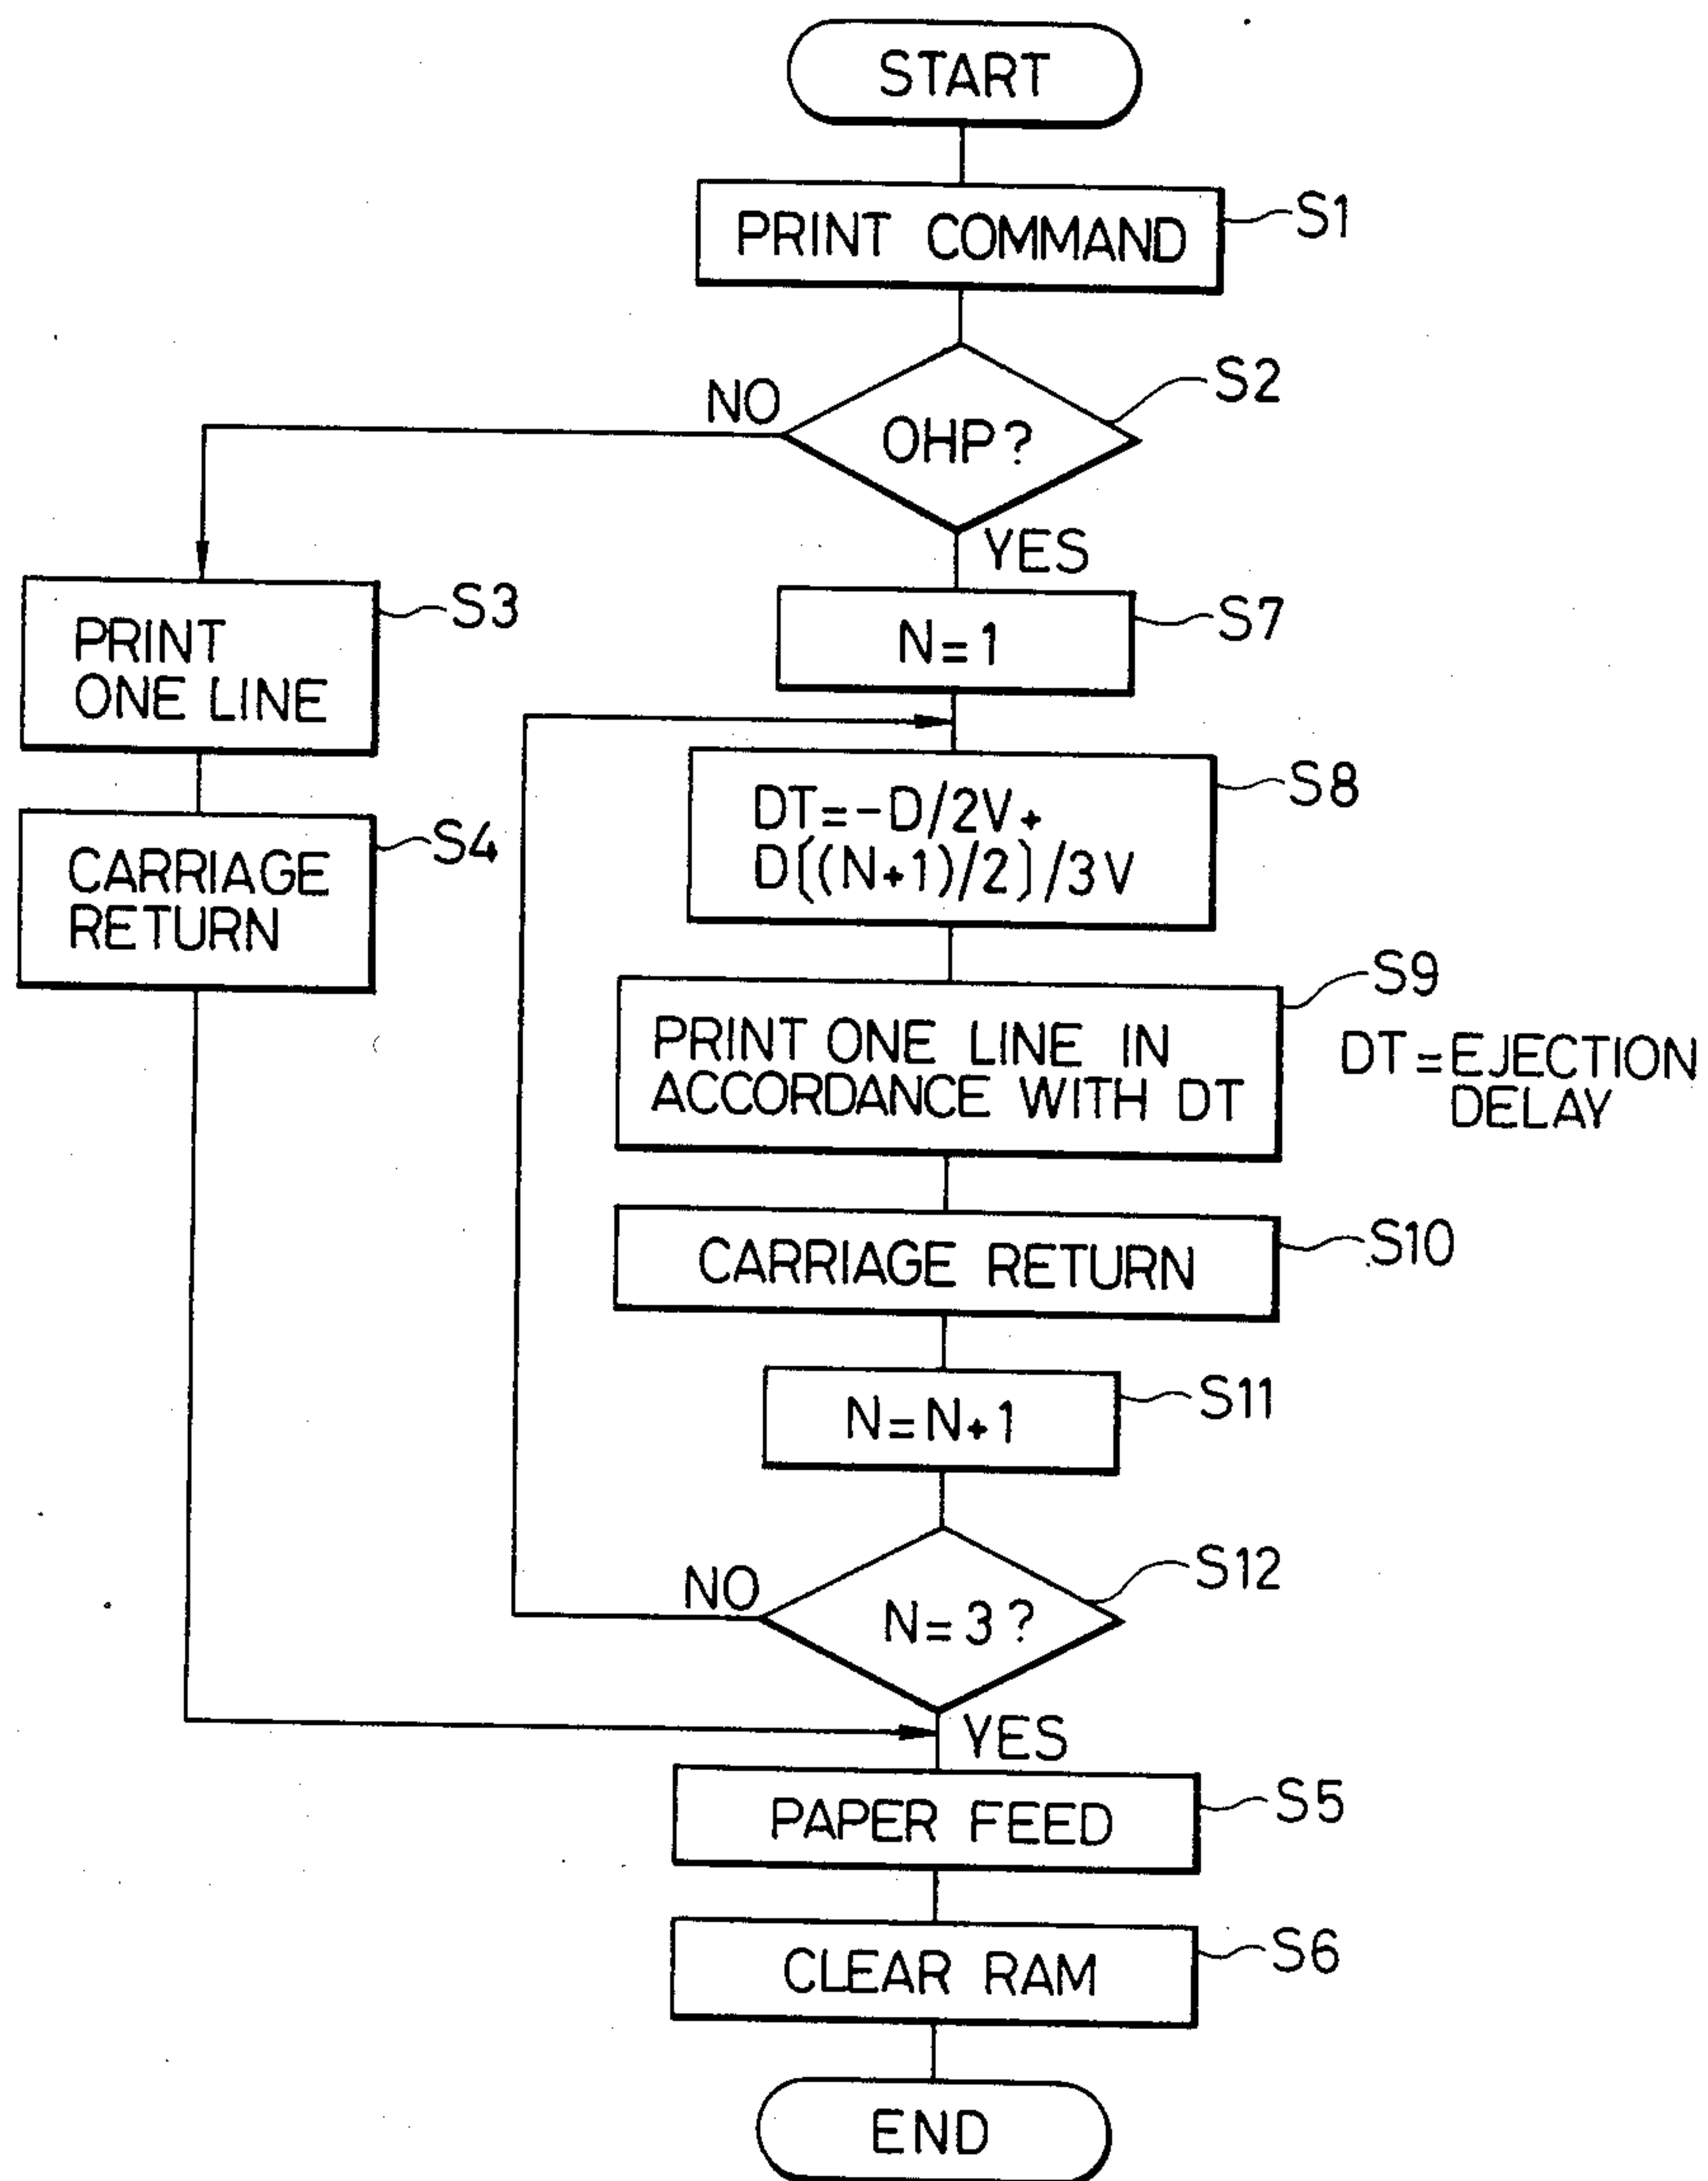 START
PRINT COMMAND
S1
OHP?
S2
NO
YES
PRINT
ONE LINE
S3
N=1
S7
CARRIAGE
RETURN
S4
DT=-D/2V+
D[((N+1)/2)]/3V
S8
PRINT ONE LINE IN
ACCORDANCE WITH DT
S9
DT=EJECTION
DELAY
CARRIAGE RETURN
S10
N=N+1
S11
N=3?
S12
NO
YES
PAPER FEED
S5
CLEAR RAM
S6
END